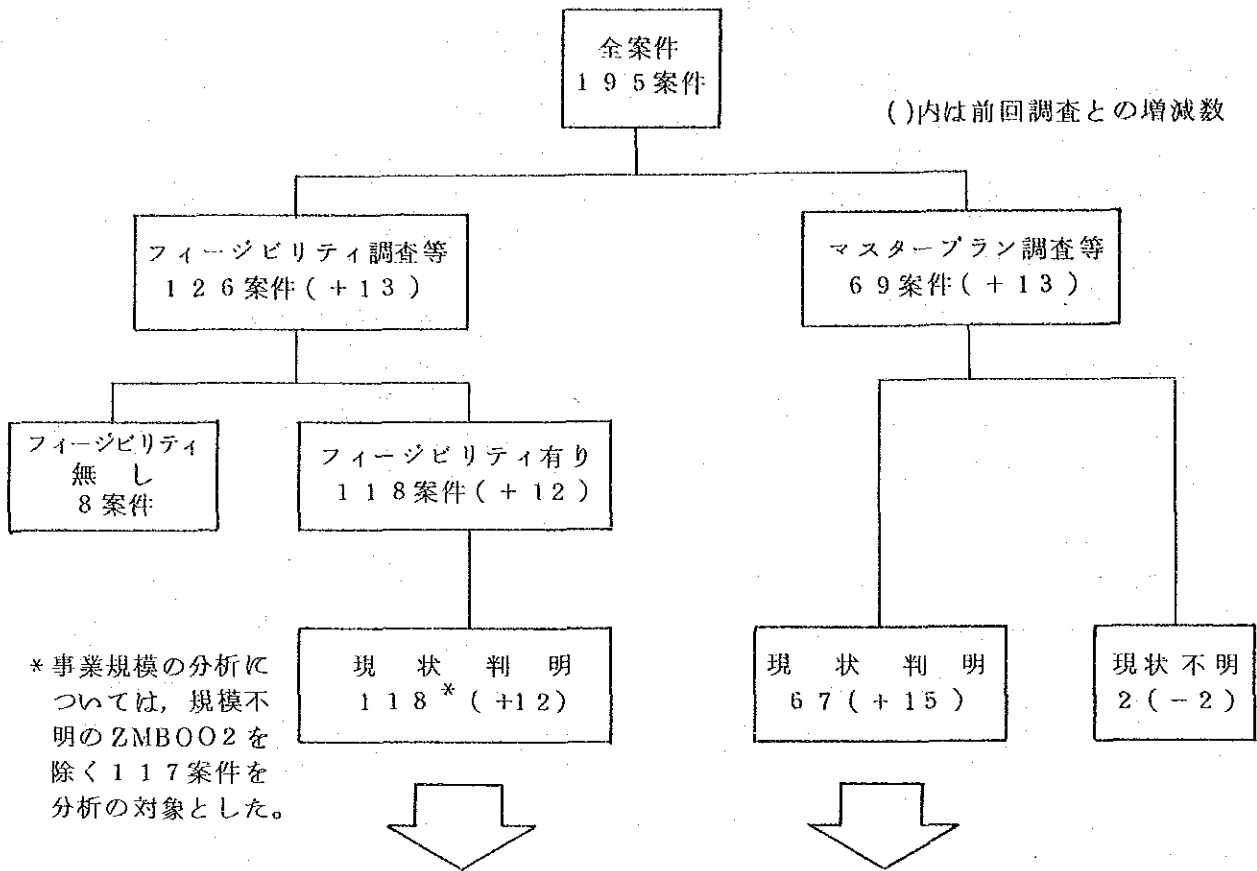 全案件
195案件
()内は前回調査との増減数
フィージビリティ調査等
126案件(+13)
マスタープラン調査等
69案件(+13)
フィージビリティ
無し
8案件
フィージビリティ有り
118案件(+12)
現状判明
118*(+12)
現状判明
67(+15)
現状不明
2(-2)
*事業規模の分析に
ついては,規模不
明のZMB002を
除く117案件を
分析の対象とした。